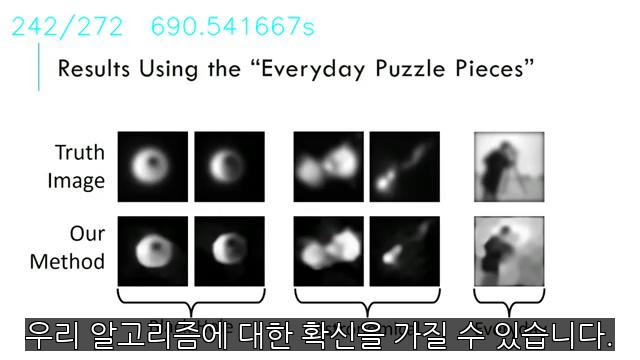 242/272 690.541667s
Results Using the “Everyday Puzzle Pieces”
Truth
Image
Our
Method
우리 알고리즘에 대한 확신을 가질 수 있습니다.